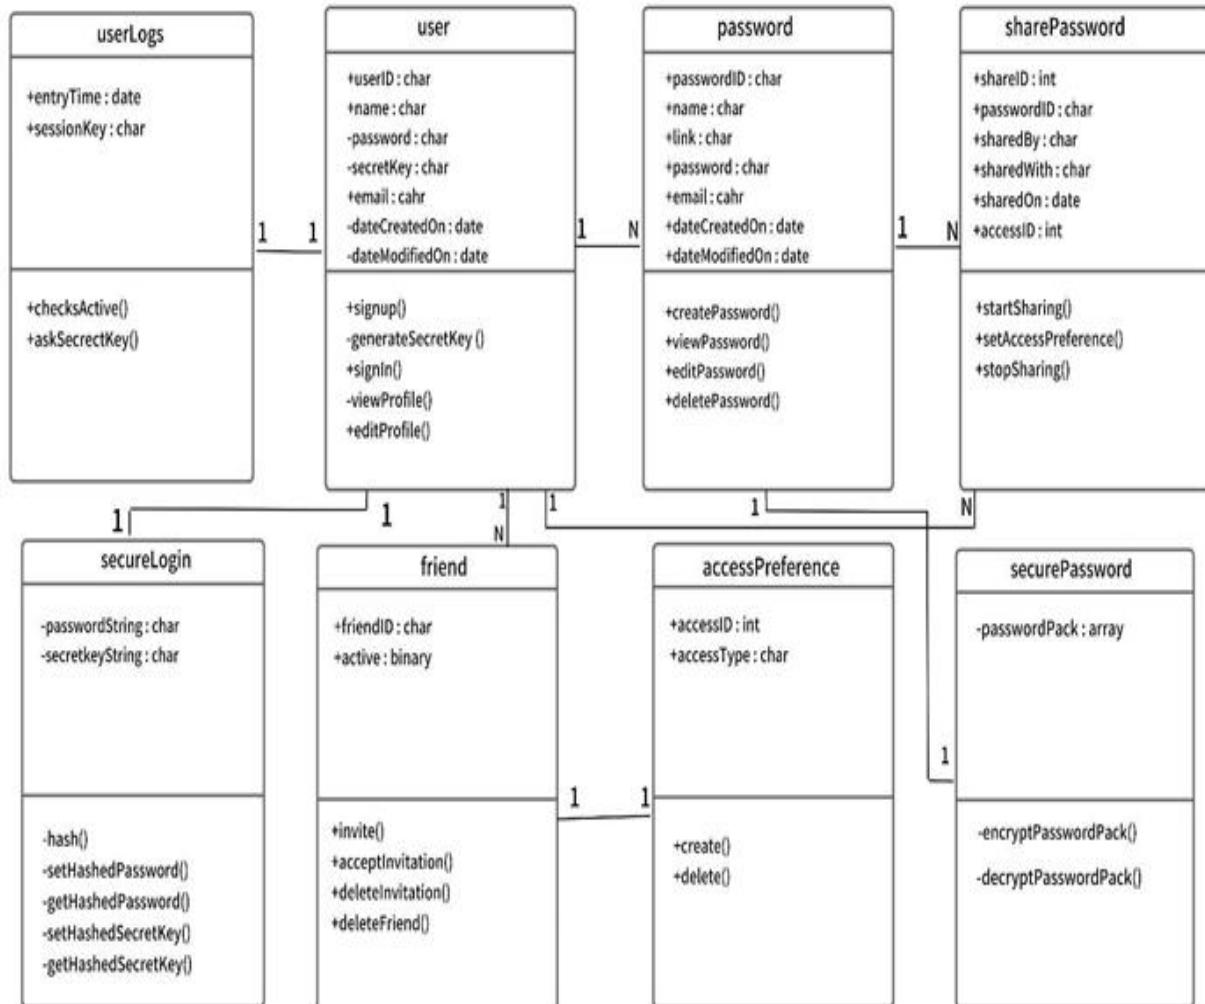 userLogs
+entryTime : date
+sessionKey : char
+checksActive()
+askSecrectKey()
1
1
user
+userID : char
+name : char
-password : char
-secretKey : char
+email : cahr
-dateCreatedOn : date
-dateModifiedOn : date
+signup()
-generateSecretKey ()
+signIn()
-viewProfile()
+editProfile()
1
N
password
+passwordID : char
+name : char
+link : char
+password : char
+email : cahr
+dateCreatedOn : date
+dateModifiedOn : date
+createPassword()
+viewPassword()
+editPassword()
+deletePassword()
1
N
sharePassword
+shareID : int
+passwordID : char
+sharedBy : char
+sharedWith : char
+sharedOn : date
+accessID : int
+startSharing()
+setAccessPreference()
+stopSharing()
1
1
1
N
1
N
1
1
secureLogin
-passwordString : char
-secretkeyString : char
-hash()
-setHashedPassword()
-getHashedPassword()
-setHashedSecretKey()
-getHashedSecretKey()
friend
+friendID : char
+active : binary
+invite()
+acceptInvitation()
+deleteInvitation()
+deleteFriend()
1
1
accessPreference
+accessID : int
+accessType : char
+create()
+delete()
securePassword
-passwordPack : array
-encryptPasswordPack()
-decryptPasswordPack()